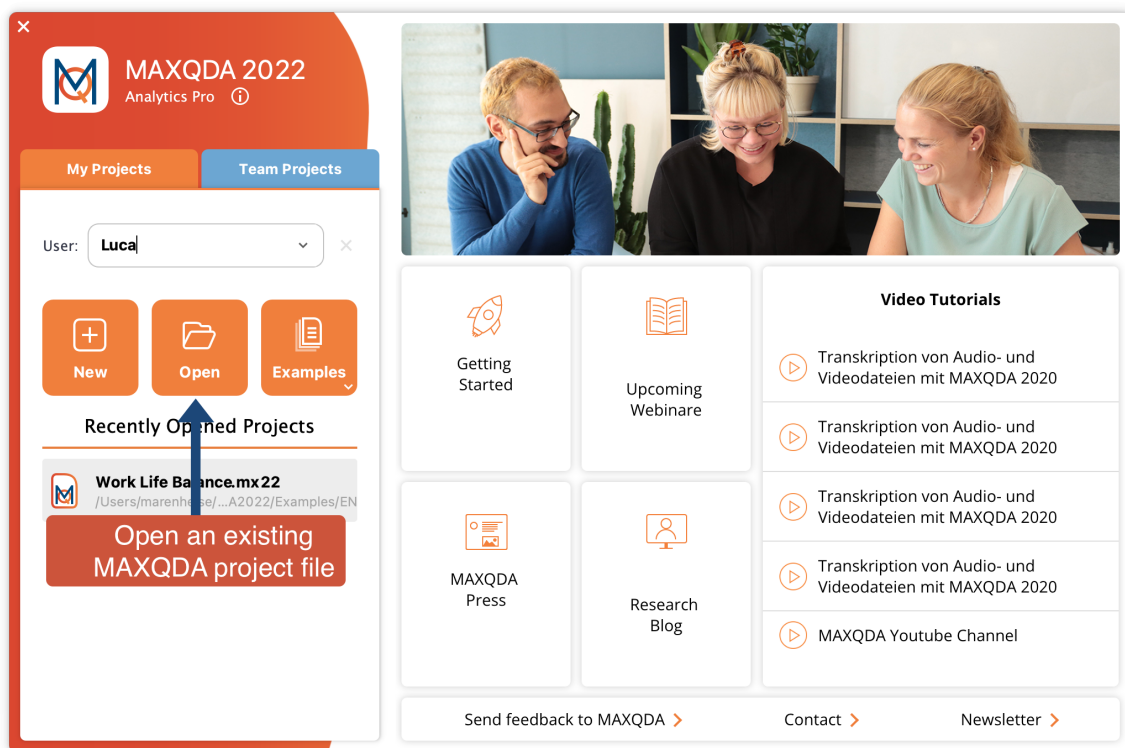 MAXQDA 2022
Analytics Pro
My Projects
Team Projects
User:
Luca
New
Open
Examples
Recently Opened Projects
Work Life Balance.mx22
/Users/marenheise/...A2022/Examples/EN
Open an existing
MAXQDA project file
Getting
Started
Upcoming
Webinare
MAXQDA
Press
Research
Blog
Video Tutorials
Transkription von Audio- und
Videodateien mit MAXQDA 2020
Transkription von Audio- und
Videodateien mit MAXQDA 2020
Transkription von Audio- und
Videodateien mit MAXQDA 2020
Transkription von Audio- und
Videodateien mit MAXQDA 2020
MAXQDA Youtube Channel
Send feedback to MAXQDA
Contact
Newsletter